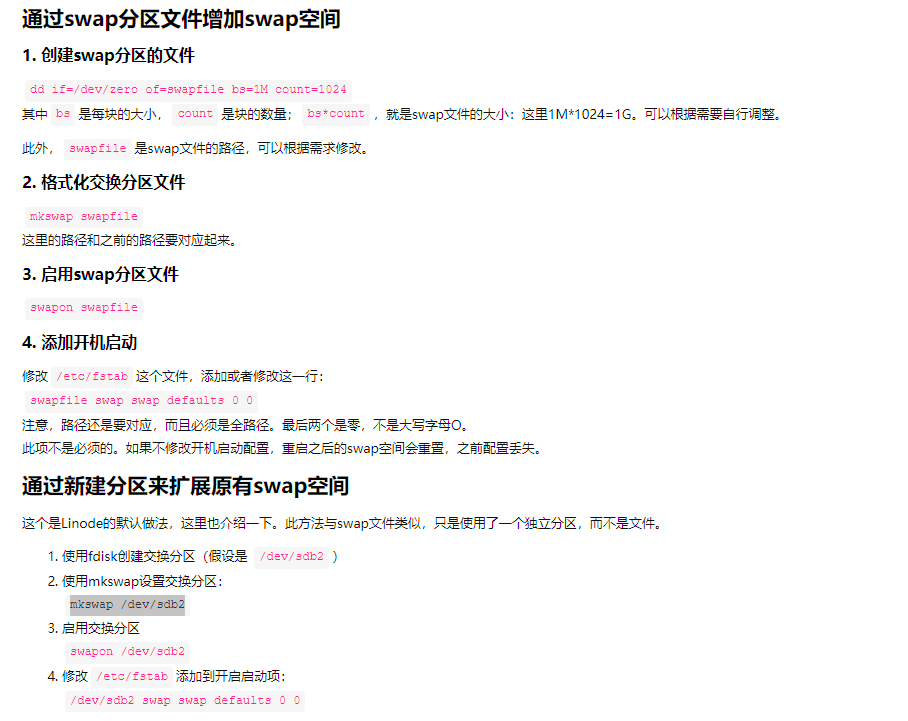 通过swap分区文件增加swap空间
1. 创建swap分区的文件
dd if=/dev/zero of=swapfile bs=1M count=1024
其中 bs 是每块的大小， count 是块的数量； bs*count ，就是swap文件的大小：这里1M*1024=1G。可以根据需要自行调整。
此外， swapfile 是swap文件的路径，可以根据需求修改。
2. 格式化交换分区文件
mkswap swapfile
这里的路径和之前的路径要对应起来。
3. 启用swap分区文件
swapon swapfile
4. 添加开机启动
修改 /etc/fstab 这个文件，添加或者修改这一行：
swapfile swap swap defaults 0 0
注意，路径还是要对应，而且必须是全路径。最后两个是零，不是大写字母O。
此项不是必须的。如果不修改开机启动配置，重启之后的swap空间会重置，之前配置丢失。
通过新建分区来扩展原有swap空间
这个是Linode的默认做法，这里也介绍一下。此方法与swap文件类似，只是使用了一个独立分区，而不是文件。
1. 使用fdisk创建交换分区（假设是 /dev/sdb2 ）
2. 使用mkswap设置交换分区：
mkswap /dev/sdb2
3. 启用交换分区
swapon /dev/sdb2
4. 修改 /etc/fstab 添加到开启启动项：
/dev/sdb2 swap swap defaults 0 0